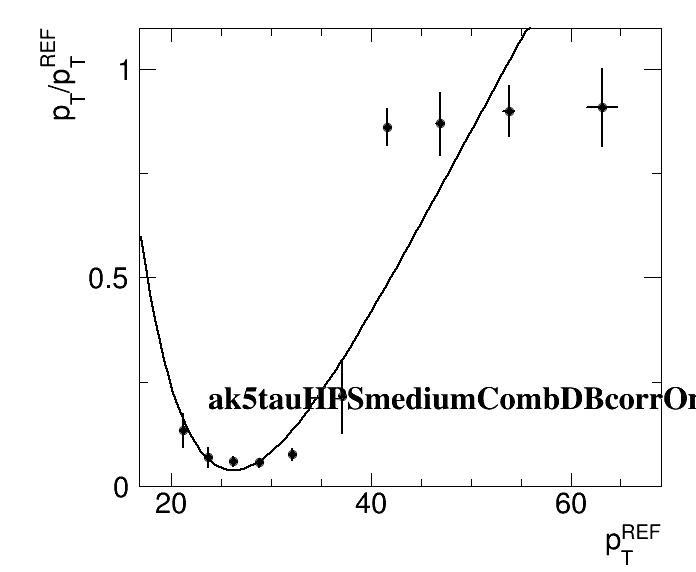 p_T/p_T^REF
1
0.5
0
ak5tauHPSmediumCombDBcorrOn
20 40 60
p_T^REF